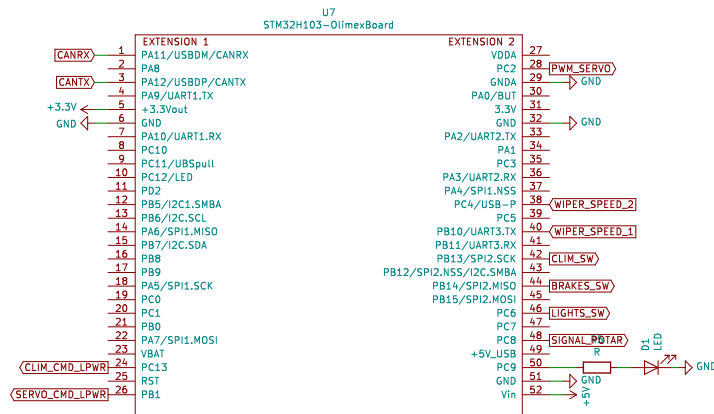 U7
STM32H103-OlimexBoard
EXTENSION 1 EXTENSION 2
CANRX 1 PA11/USBDM/CANRX VDDA 27
2 PA8 PC2 28 PWM_SERVO
CANTX 3 PA12/USBDP/CANTX GNDA 29 GND
4 PA9/UART1.TX PA0/BUT 30
+3.3V 5 +3.3Vout 3.3V 31
GND 6 GND GND 32 GND
7 PA10/UART1.RX PA2/UART2.TX 33
8 PC10 PA1 34
9 PC11/UBSpull PC3 35
10 PC12/LED PA3/UART2.RX 36
11 PD2 PA4/SPI1.NSS 37
12 PB5/I2C1.SMBA PC4/USB-P 38 WIPER_SPEED_2
13 PB6/I2C.SCL PC5 39
14 PA6/SPI1.MISO PB10/UART3.TX 40 WIPER_SPEED_1
15 PB7/I2C.SDA PB11/UART3.RX 41
16 PB8 PB13/SPI2.SCK 42 CLIM_SW
17 PB9 PB12/SPI2.NSS/I2C.SMBA 43
18 PA5/SPI1.SCK PB14/SPI2.MISO 44 BRAKES_SW
19 PC0 PB15/SPI2.MOSI 45
20 PC1 PC6 46 LIGHTS_SW
21 PB0 PC7 47
22 PA7/SPI1.MOSI PC8 48 SIGNAL_POTAR
23 VBAT +5V_USB 49 R D1 LED
CLIM_CMD_LPWR 24 PC13 PC9 50 GND
25 RST GND 51 GND
SERVO_CMD_LPWR 26 PB1 Vin 52 +5V